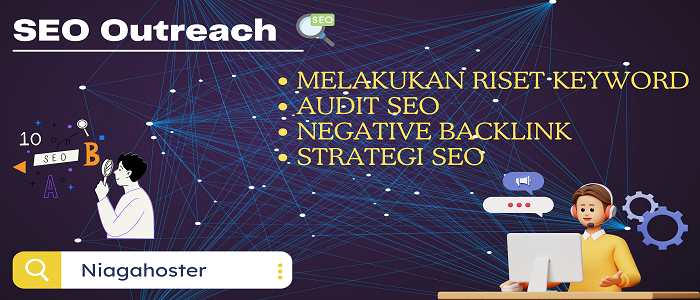 SEO Outreach
SEO
MELAKUKAN RISET KEYWORD
AUDIT SEO
NEGATIVE BACKLINK
STRATEGI SEO
10
SEO
B
A
Niagahoster